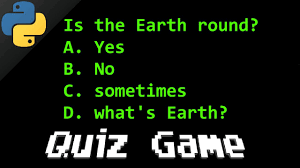 Is the Earth round?
A. Yes
B. No
C. sometimes
D. what's Earth?
Quiz Game